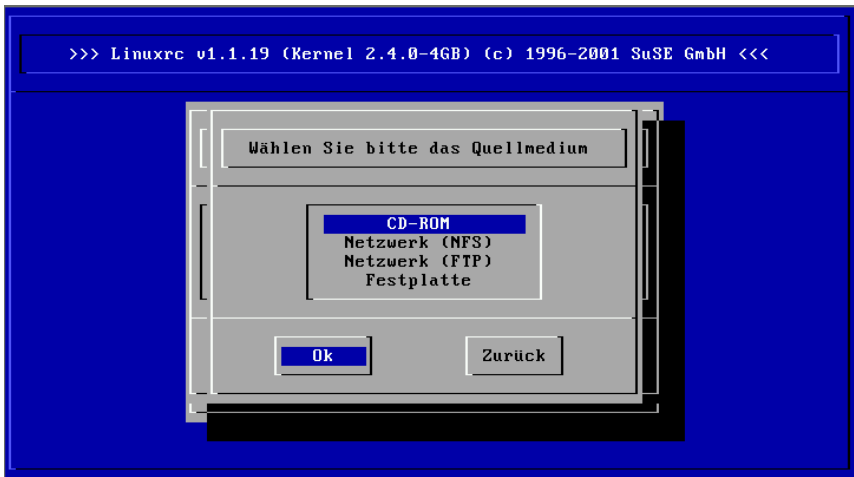 >>> Linuxrc v1.1.19 (Kernel 2.4.0-4GB) (c) 1996-2001 SuSE GmbH <<<
Wählen Sie bitte das Quellmedium
CD-ROM
Netzwerk (NFS)
Netzwerk (FTP)
Festplatte
Ok Zurück